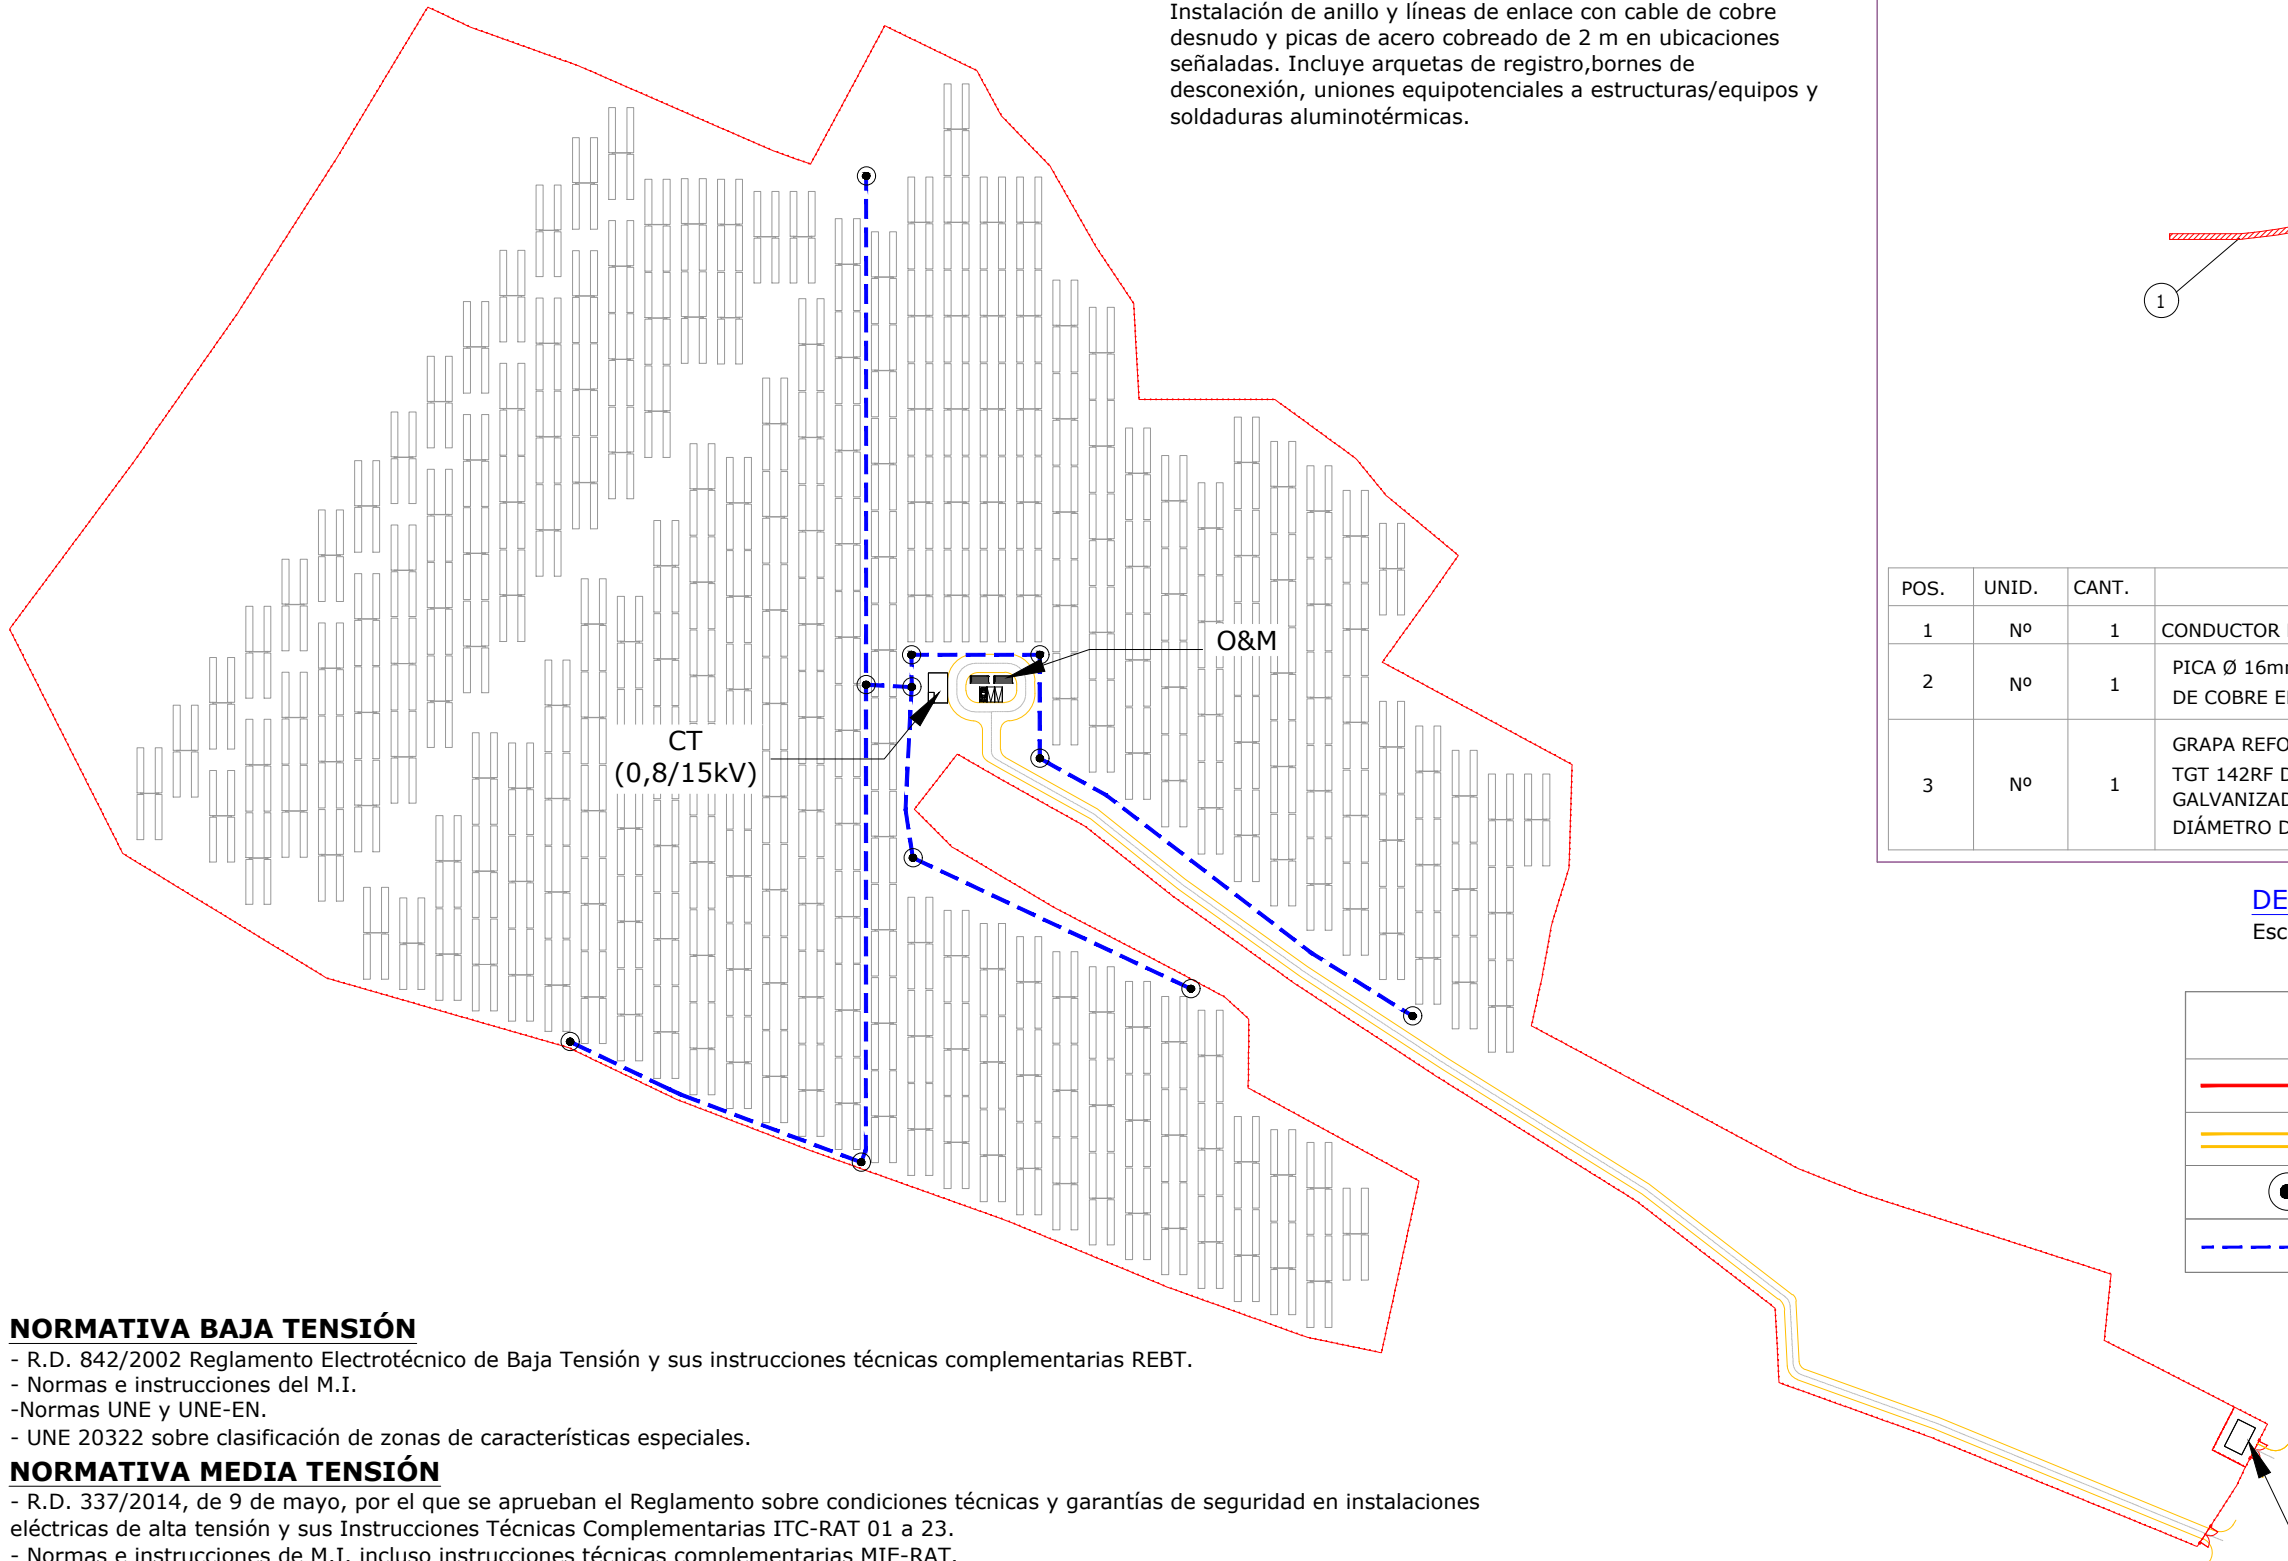 Instalación de anillo y líneas de enlace con cable de cobre
desnudo y picas de acero cobreado de 2 m en ubicaciones
señaladas. Incluye arquetas de registro,bornes de
desconexión, uniones equipotenciales a estructuras/equipos y
soldaduras aluminotérmicas.
1
POS. UNID. CANT.
1 Nº 1 CONDUCTOR
2 Nº 1 PICA Ø 16mm
DE COBRE
3 Nº 1 GRAPA
TGT 142RF
DIÁMETRO
O&M
CT
(0,8/15kV)
NORMATIVA BAJA TENSIÓN
- R.D. 842/2002 Reglamento Electrotécnico de Baja Tensión y sus instrucciones técnicas complementarias REBT.
- Normas e instrucciones del M.I.
-Normas UNE y UNE-EN.
- UNE 20322 sobre clasificación de zonas de características especiales.
NORMATIVA MEDIA TENSIÓN
- R.D. 337/2014, de 9 de mayo, por el que se aprueban el Reglamento sobre condiciones técnicas y garantías de seguridad en instalaciones
eléctricas de alta tensión y sus Instrucciones Técnicas Complementarias ITC-RAT 01 a 23.
- Normas e instrucciones de M.I. incluso instrucciones técnicas complementarias MIE-RAT.